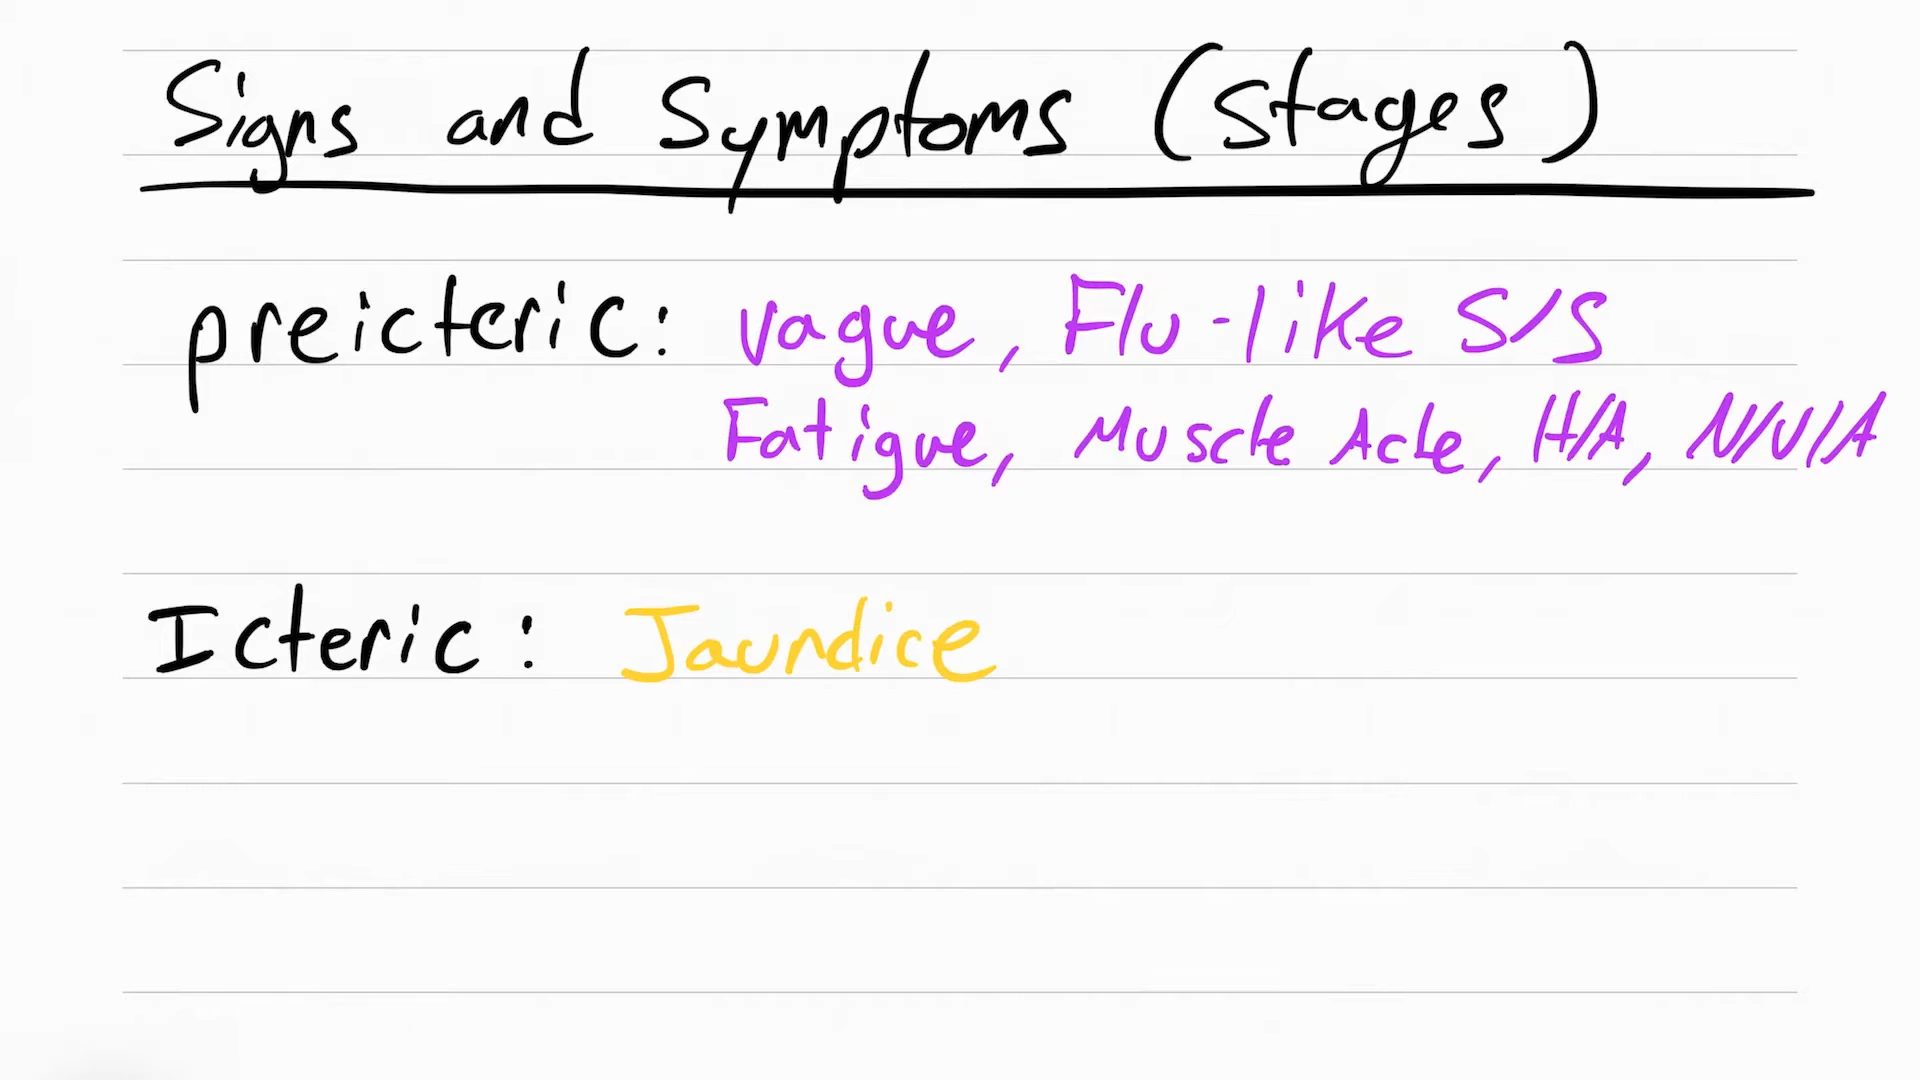 Signs and Symptoms (stages)
preicteric: vague, Flu-like S/S
Fatigue, Muscle Ache, H/A, N/V/A
Icteric: Jaundice